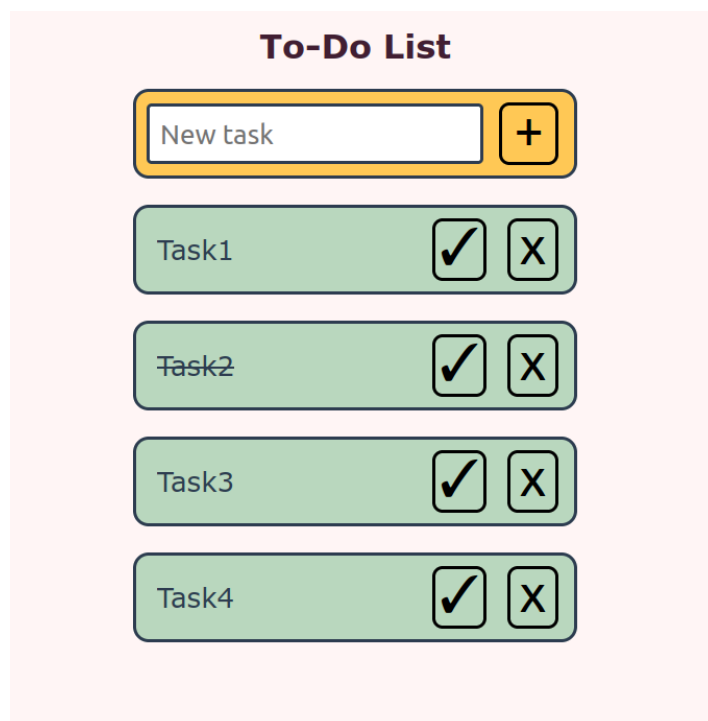 To-Do List
New task +
Task1 ✓ X
Task2 ✓ X
Task3 ✓ X
Task4 ✓ X